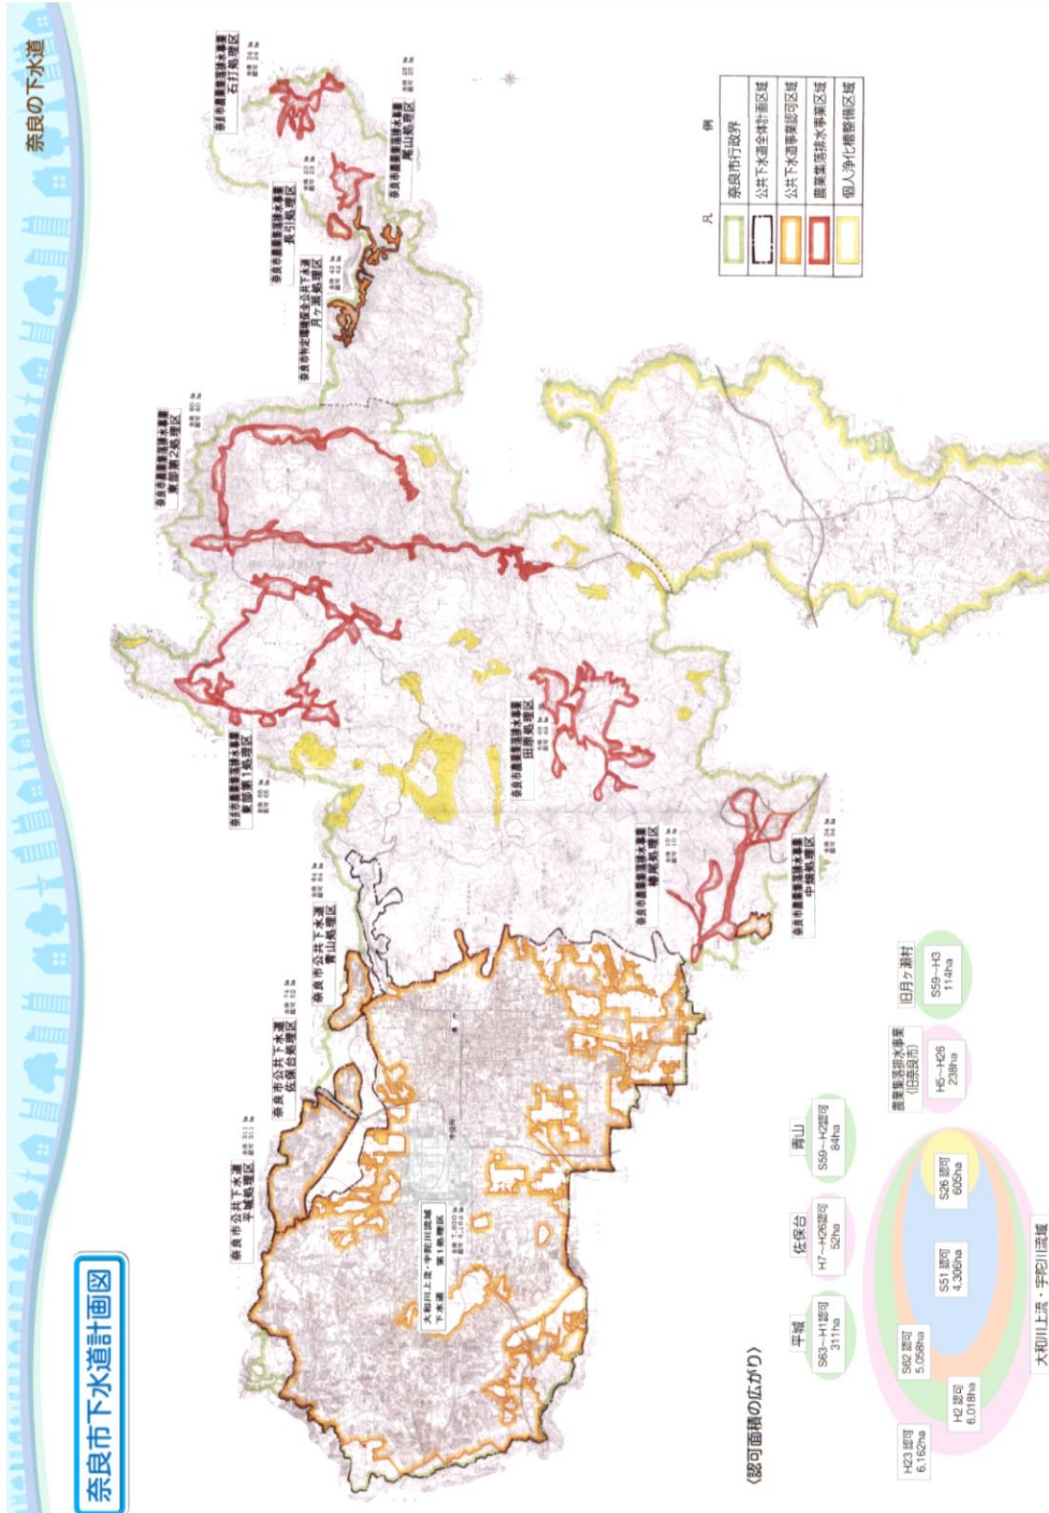 奈良の下水道
奈良市下水道計画図
奈良市公共下水道
平城処理区
奈良市公共下水道
佐保台処理区
奈良市公共下水道
青山処理区
奈良市農業集落排水事業
東部第1処理区
奈良市農業集落排水事業
東部第2処理区
奈良市特定環境保全公共下水道
月ヶ瀬処理区
奈良市農業集落排水事業
長引処理区
奈良市農業集落排水事業
石打処理区
奈良市農業集落排水事業
尾山処理区
大和川上流・宇陀川流域
下水道 第1処理区
奈良市農業集落排水事業
田原処理区
奈良市農業集落排水事業
椿尾処理区
奈良市農業集落排水事業
中畑処理区
凡 例
奈良市行政界
公共下水道全体計画区域
公共下水道事業認可区域
農業集落排水事業区域
個人浄化槽整備区域
〈認可面積の広がり〉
平城
S63〜H1認可
311ha
佐保台
H7〜H26認可
52ha
青山
S59〜H2認可
84ha
農業集落排水事業
(旧奈良市)
H5〜H26
238ha
旧月ヶ瀬村
S59〜H3
114ha
H23 認可
6.162ha
H2 認可
6.018ha
S62 認可
5.058ha
S51 認可
4.306ha
S26 認可
605ha
大和川上流・宇陀川流域